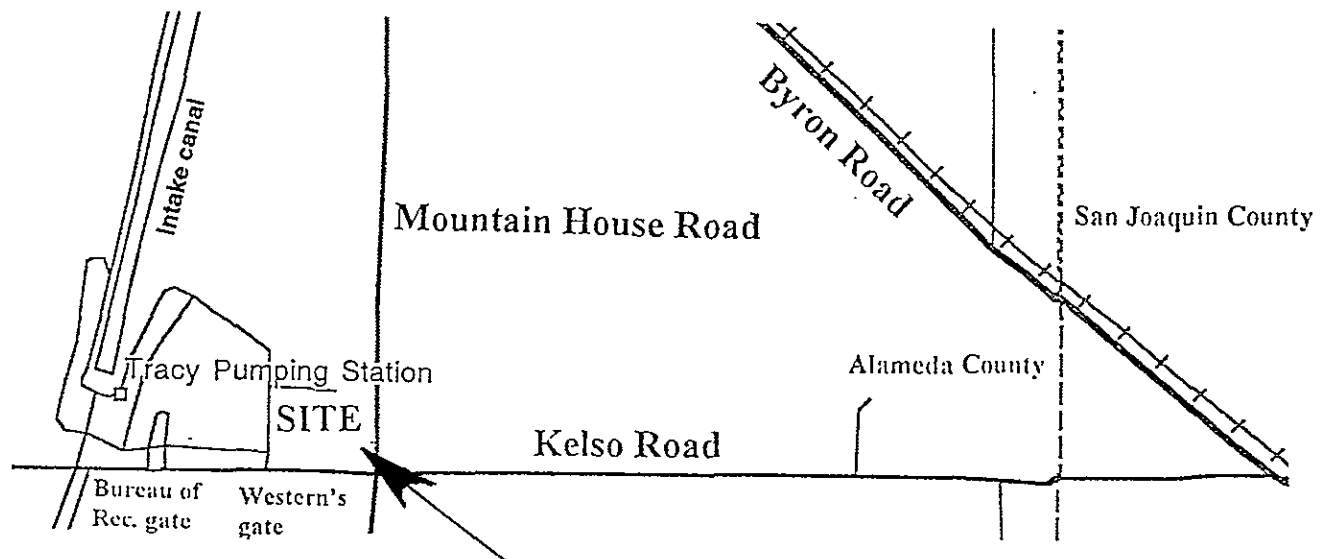 Intake canal
Mountain House Road
Byron Road
San Joaquin County
Tracy Pumping Station
Alameda County
SITE
Kelso Road
Bureau of
Rec. gate
Western's
gate